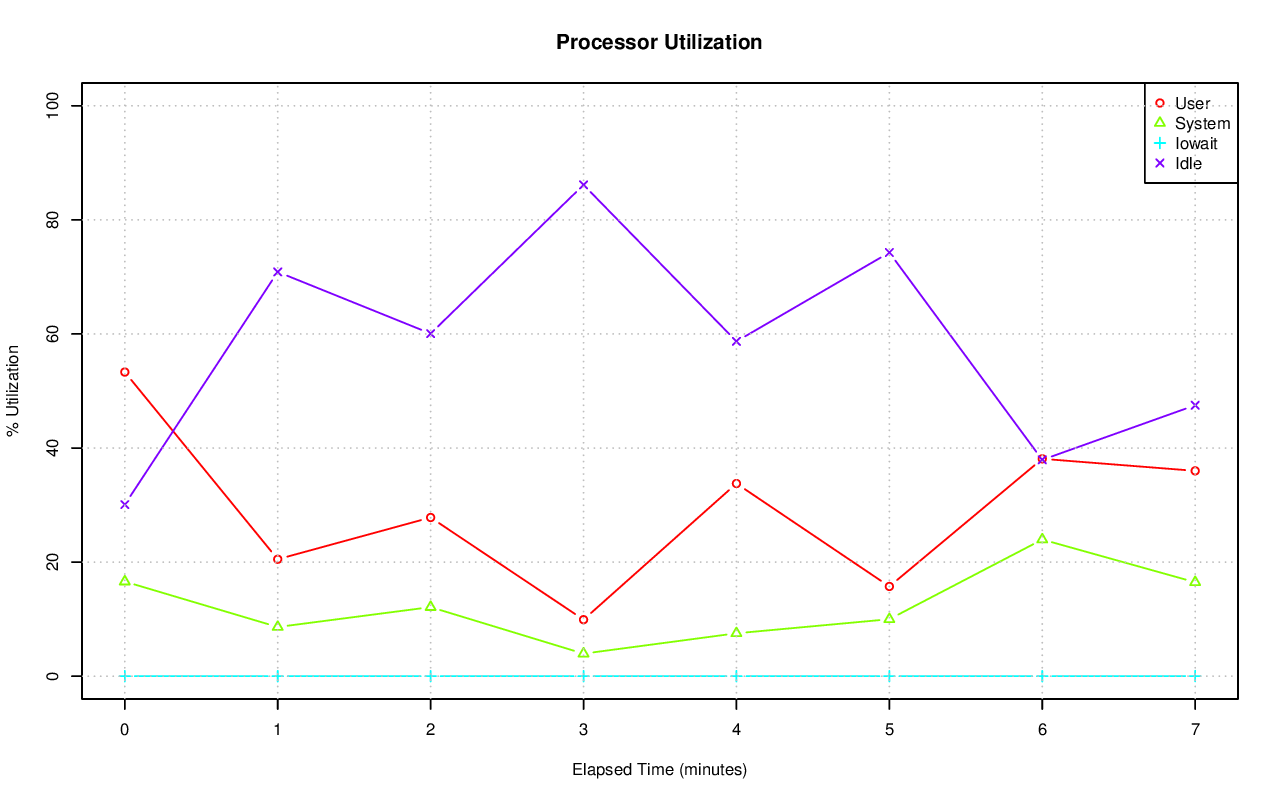 Processor Utilization
% Utilization
100
80
60
40
20
0
User
System
Iowait
Idle
0 1 2 3 4 5 6 7
Elapsed Time (minutes)